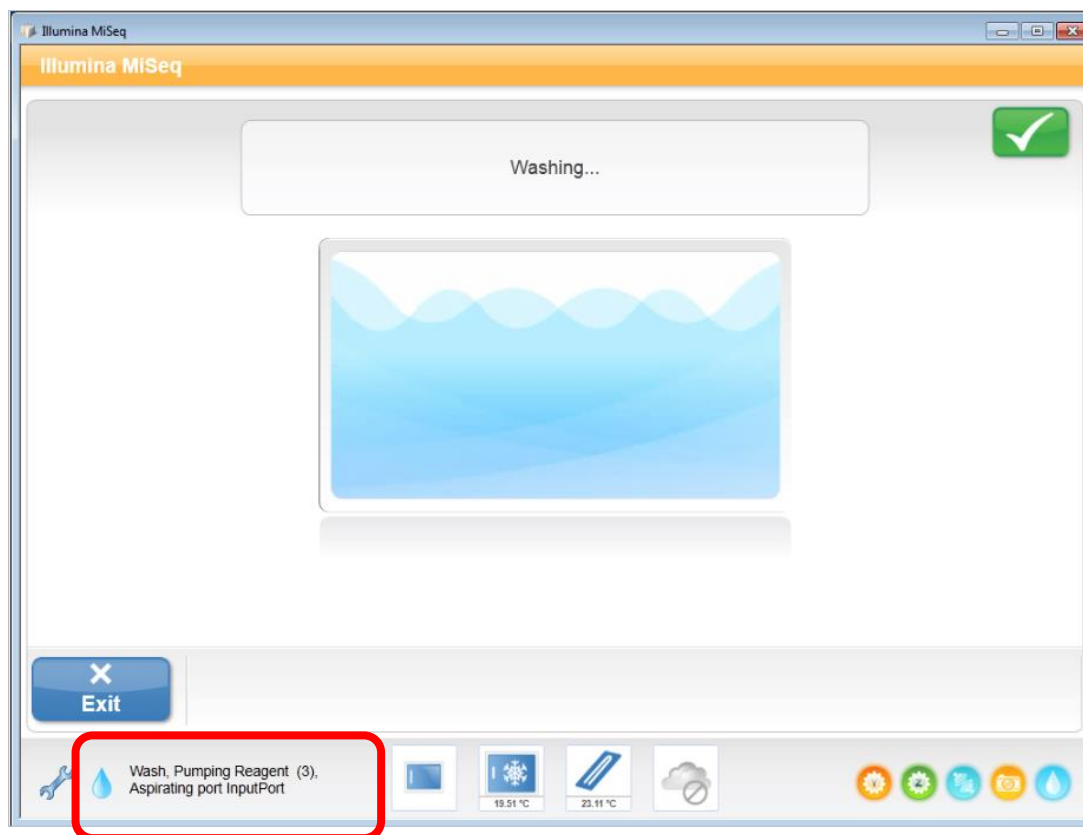 Illumina MiSeq
Illumina MiSeq
Washing...
Exit
Wash, Pumping Reagent (3),
Aspirating port InputPort
19.51 °C
23.11 °C
Y
Z